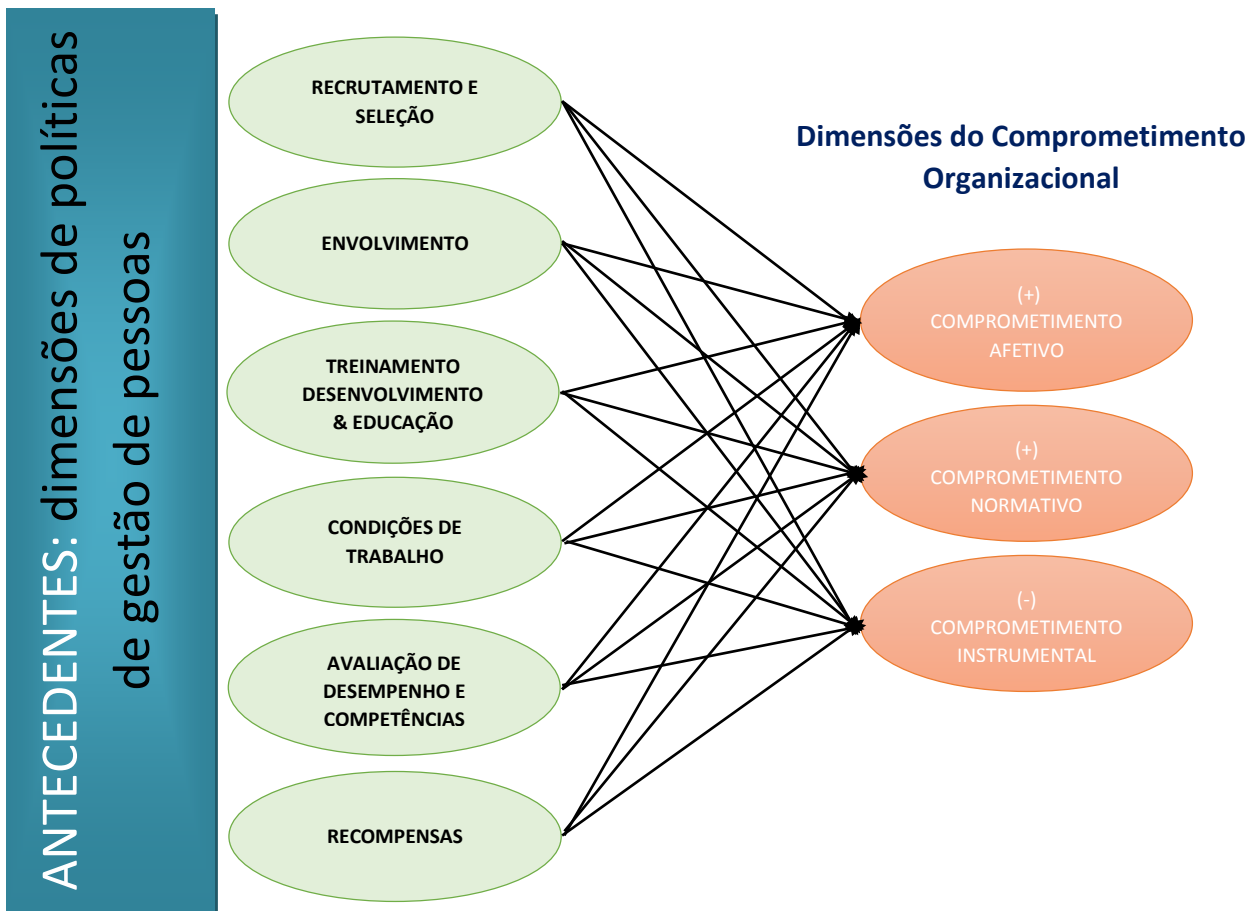 ANTECEDENTES: dimensões de políticas
de gestão de pessoas
RECRUTAMENTO E
SELEÇÃO
ENVOLVIMENTO
TREINAMENTO
DESENVOLVIMENTO
& EDUCAÇÃO
CONDIÇÕES DE
TRABALHO
AVALIAÇÃO DE
DESEMPENHO E
COMPETÊNCIAS
RECOMPENSAS
Dimensões do Comprometimento
Organizacional
(+)
COMPROMETIMENTO
AFETIVO
(+)
COMPROMETIMENTO
NORMATIVO
(-)
COMPROMETIMENTO
INSTRUMENTAL